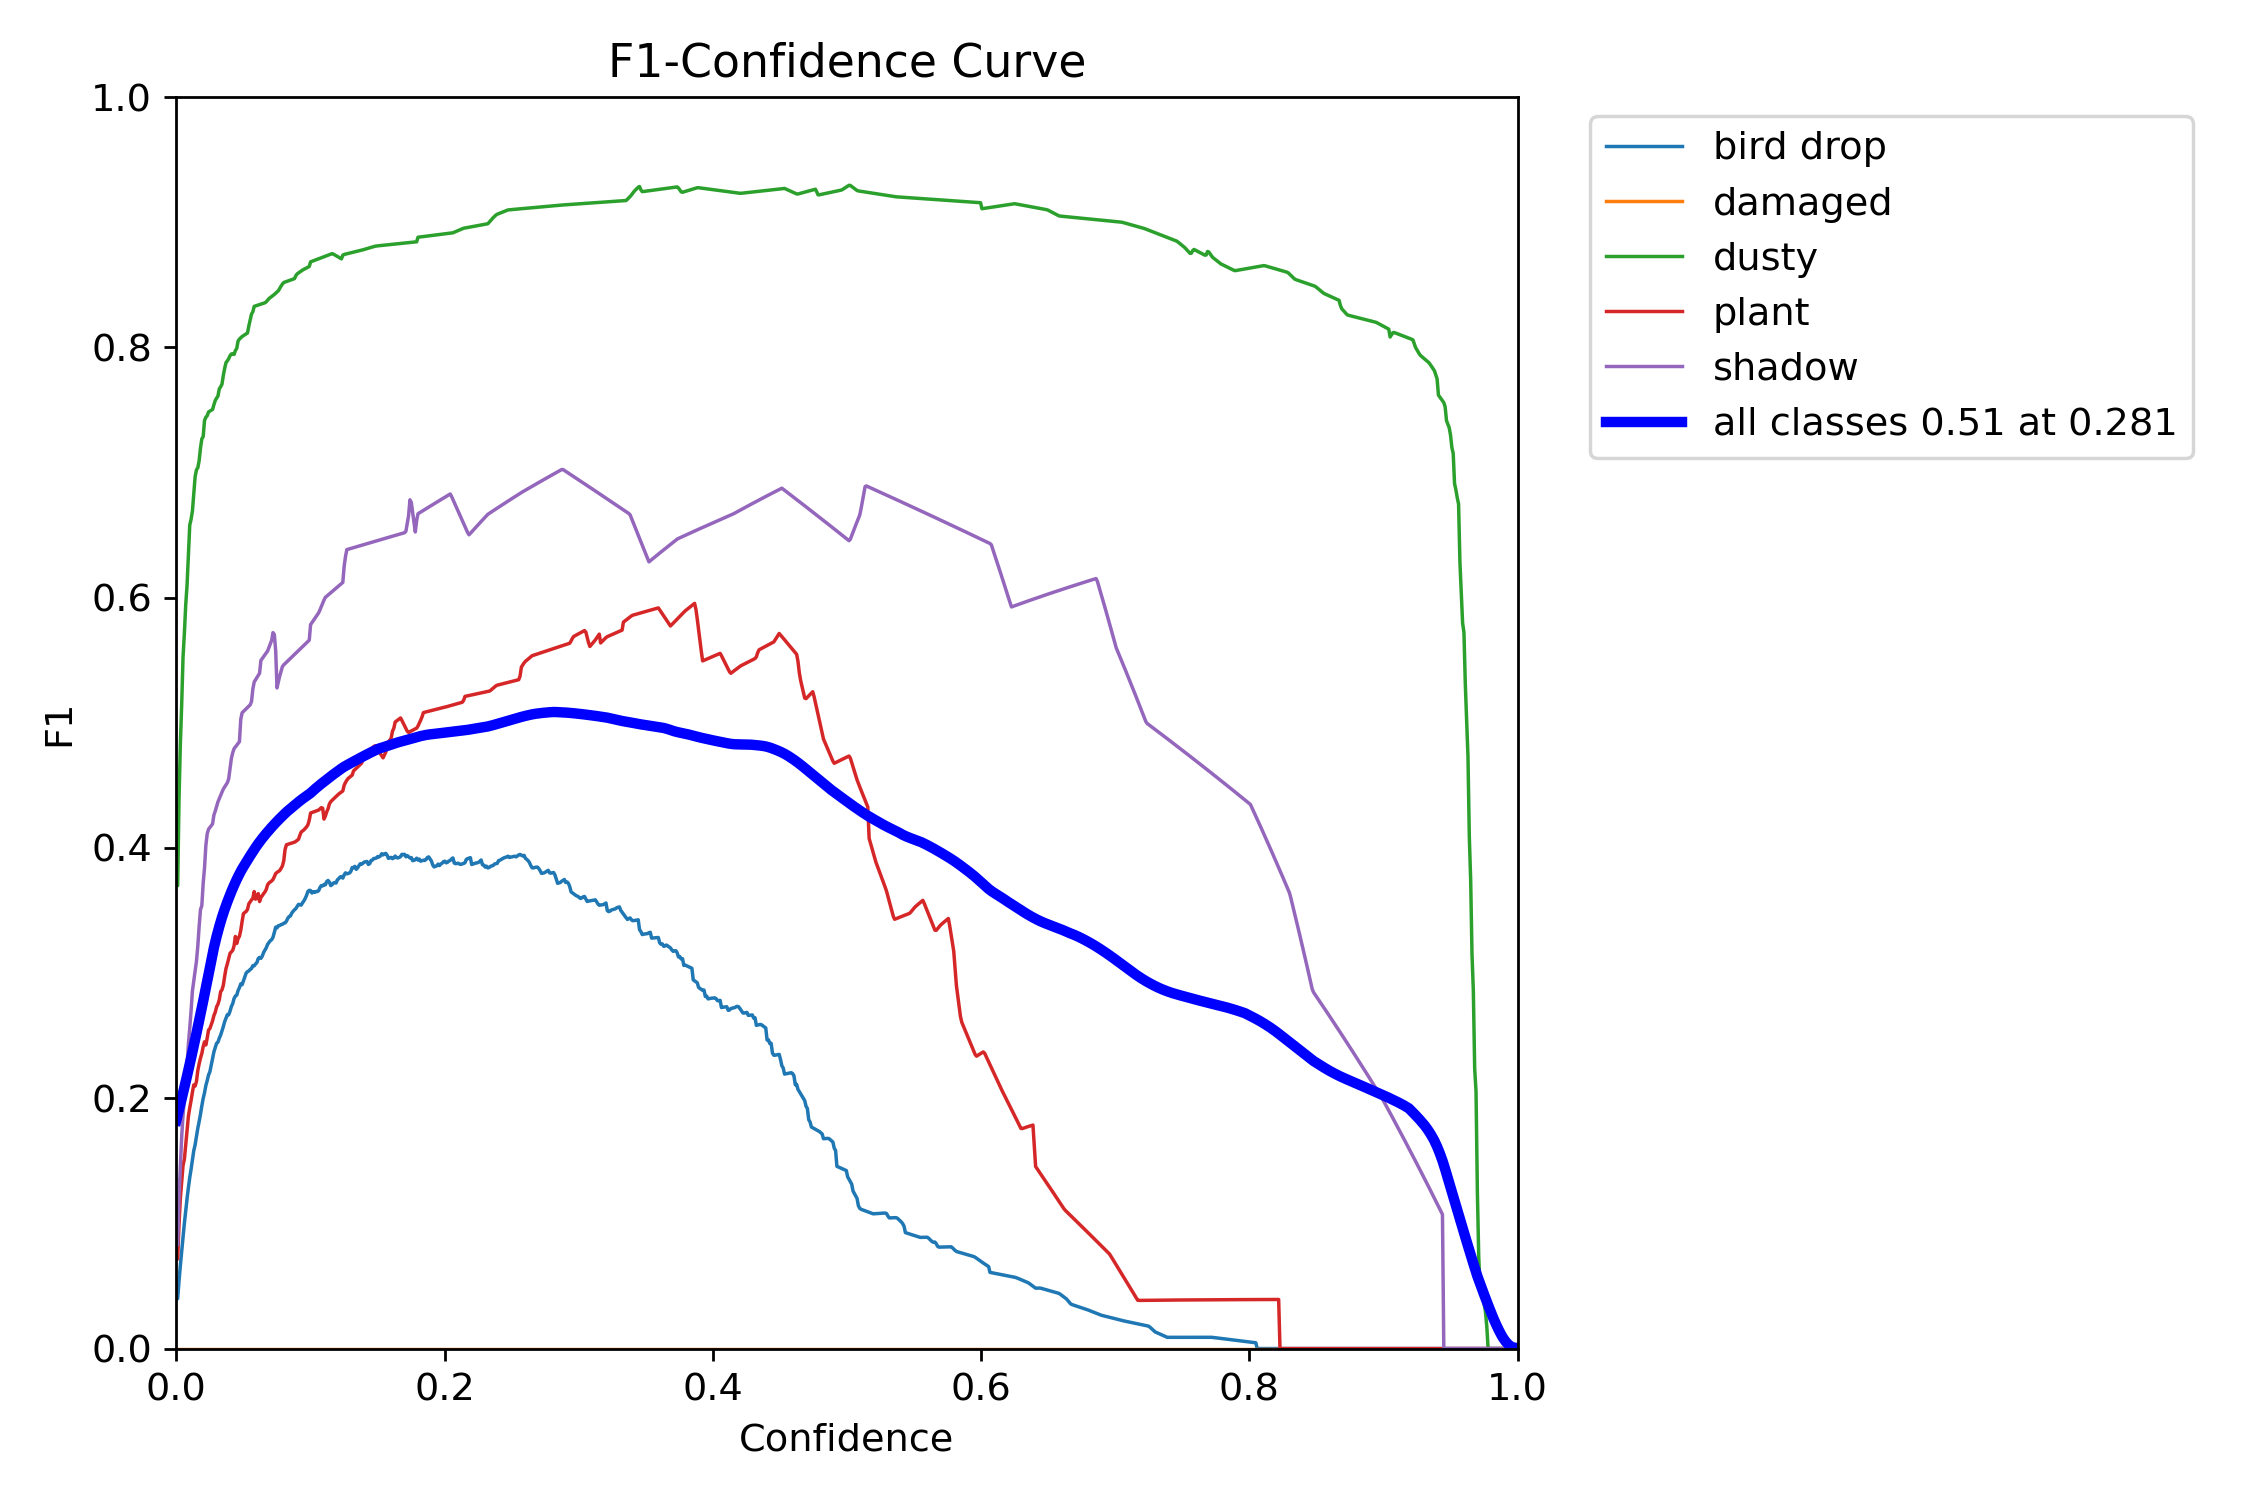 F1-Confidence Curve
1.0
0.8
0.6
0.4
0.2
0.0
F1
0.0 0.2 0.4 0.6 0.8 1.0
Confidence
bird drop
damaged
dusty
plant
shadow
all classes 0.51 at 0.281